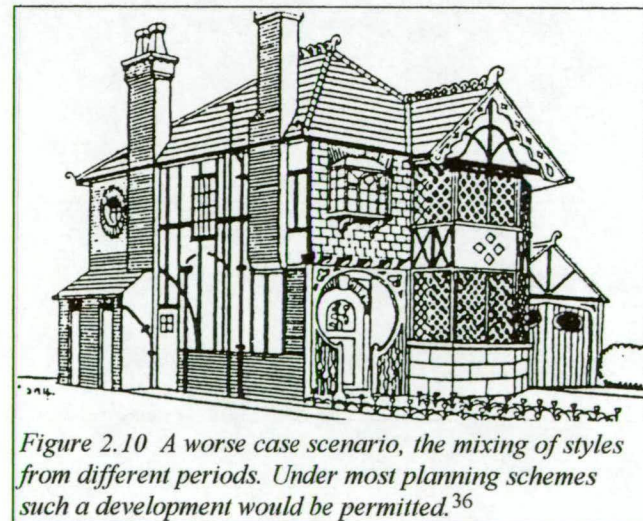 294.
Figure 2.10 A worse case scenario, the mixing of styles
from different periods. Under most planning schemes
such a development would be permitted.36